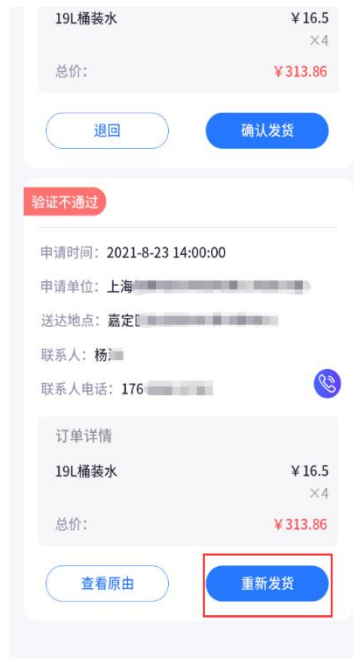 19L桶装水 ￥16.5
×4
总价： ￥313.86
退回 确认发货
验证不通过
申请时间：2021-8-23 14:00:00
申请单位：上海
送达地点：嘉定
联系人：杨
联系人电话：176
订单详情
19L桶装水 ￥16.5
×4
总价： ￥313.86
查看原由 重新发货